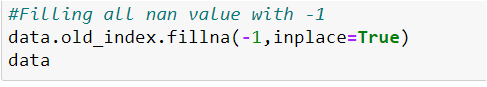 #Filling all nan value with -1
data.old_index.fillna(-1,inplace=True)
data